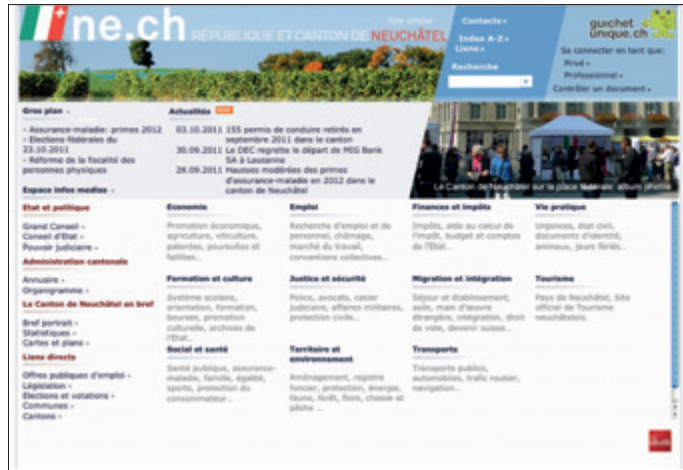 ne.ch
Site officiel
RÉPUBLIQUE ET CANTON DE NEUCHÂTEL
Contacts
Index A-Z
Liens
Recherche
guichet
unique.ch
Se connecter en tant que:
Privé
Professionnel
Contrôler un document
Gros plan
- Assurance-maladie: primes 2012
- Elections fédérales du
23.10.2011
- Réforme de la fiscalité des
personnes physiques
Espace infos medias
Actualités
03.10.2011 155 permis de conduire retirés en
septembre 2011 dans le canton
30.09.2011 Le DEC regrette le départ de MIG Bank
SA à Lausanne
28.09.2011 Hausses modérées des primes
d'assurance-maladie en 2012 dans le
canton de Neuchâtel
Le Canton de Neuchâtel sur la place fédérale: album photos
Etat et politique
Grand Conseil
Conseil d'Etat
Pouvoir judiciaire
Administration cantonale
Annuaire
Organigramme
Le Canton de Neuchâtel en bref
Bref portrait
Statistiques
Cartes et plans
Liens directs
Offres publiques d'emploi
Législation
Elections et votations
Communes
Cantons
Economie
Promotion économique,
agriculture, viticulture,
patentes, poursuites et
faillites...
Emploi
Recherche d'emploi et de
personnel, chômage,
marché du travail,
conventions collectives...
Finances et impôts
Impôts, aide au calcul de
l'impôt, budget et comptes
de l'Etat...
Vie pratique
Urgences, état civil,
documents d'identité,
animaux, jours fériés...
Formation et culture
Système scolaire,
orientation, formation,
bourses, promotion
culturelle, archives de
l'Etat...
Justice et sécurité
Police, avocats, casier
judiciaire, affaires militaires,
protection civile...
Migration et intégration
Séjour et établissement,
asile, main d'œuvre
étrangère, intégration, droit
de vote, devenir suisse...
Tourisme
Pays de Neuchâtel, Site
officiel de Tourisme
neuchâtelois.
Social et santé
Santé publique, assurance-
maladie, famille, égalité,
sports, protection du
consommateur...
Territoire et
environnement
Aménagement, registre
foncier, protection, énergie,
faune, forêt, flore, chasse et
pêche ...
Transports
Transports publics,
automobiles, trafic routier,
navigation...